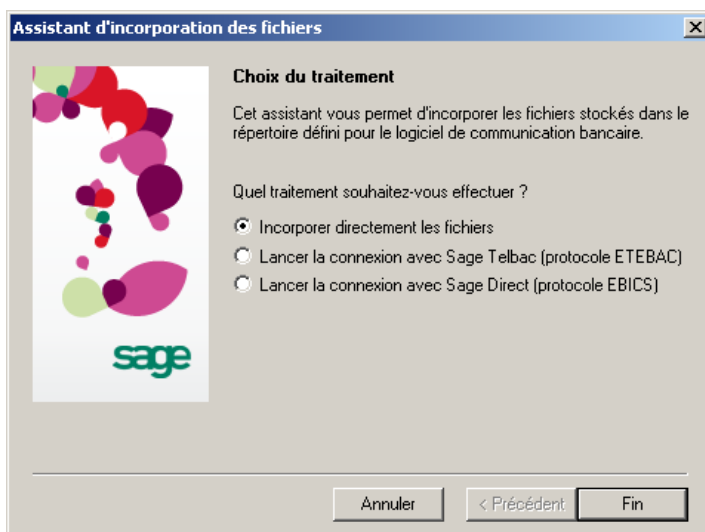 Assistant d'incorporation des fichiers
Choix du traitement
Cet assistant vous permet d'incorporer les fichiers stockés dans le
répertoire défini pour le logiciel de communication bancaire.
Quel traitement souhaitez-vous effectuer ?
Incorporer directement les fichiers
Lancer la connexion avec Sage Telbac (protocole ETEBAC)
Lancer la connexion avec Sage Direct (protocole EBICS)
sage
Annuler
< Précédent
Fin